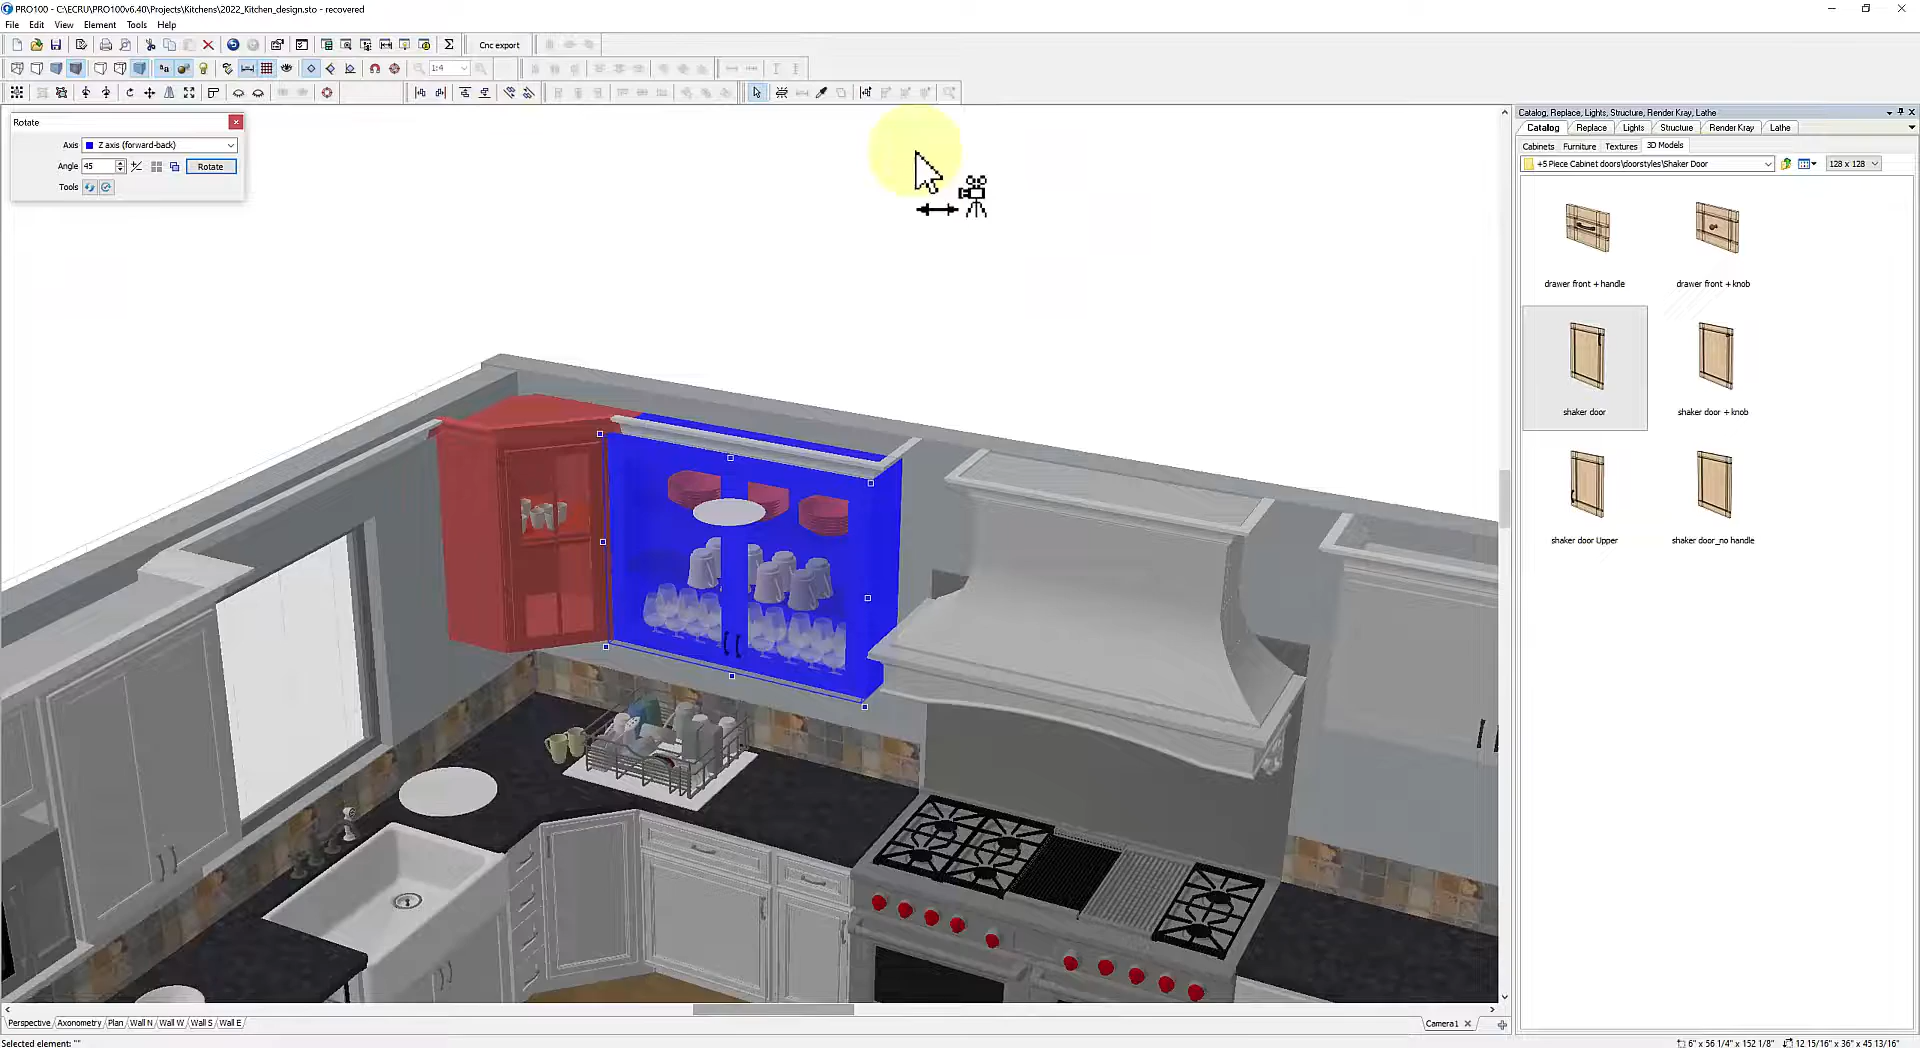 PRO100 - C:\ECRU\PRO100v6.40\Projects\Kitchens\2022_Kitchen_design.sto - recovered
File Edit View Element Tools Help
Cnc export
1:4
Rotate
Axis Z axis (forward-back)
Angle 45 Rotate
Tools
Catalog, Replace, Lights, Structure, Render Kray, Lathe
Catalog Replace Lights Structure Render Kray Lathe
Cabinets Furniture Textures 3D Models
+5 Piece Cabinet doors\doorstyles\Shaker Door 128 x 128
drawer front + handle drawer front + knob
shaker door shaker door + knob
shaker door Upper shaker door_no handle
Perspective Axonometry Plan Wall N Wall W Wall S Wall E Camera1
Selected element: "" 6" x 56 1/4" x 152 1/8" 12 15/16" x 36" x 45 13/16"